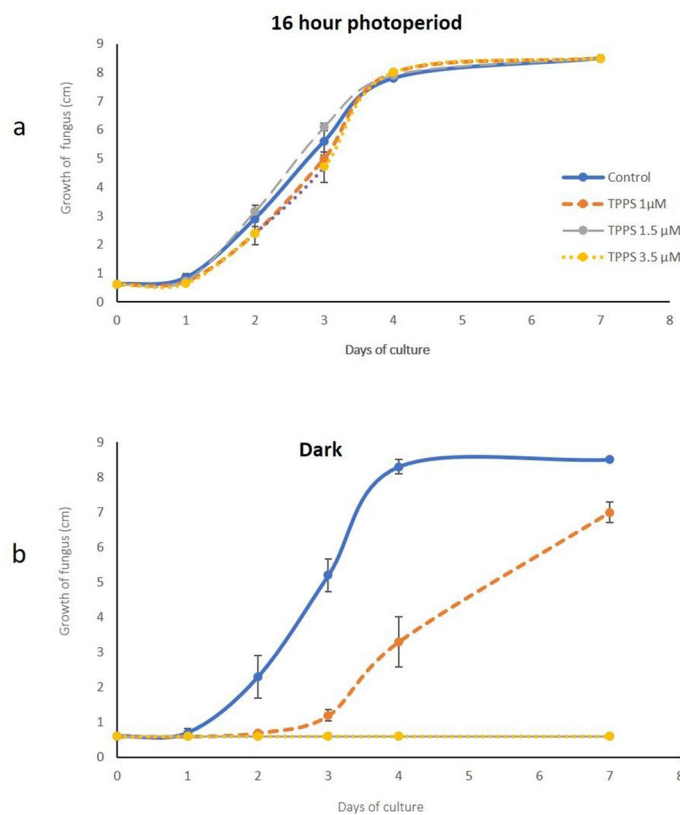 16 hour photoperiod
a
Growth of fungus (cm)
9
8
7
6
5
4
3
2
1
0
0 1 2 3 4 5 6 7 8
Days of culture
Control
TPPS 1µM
TPPS 1.5 µM
TPPS 3.5 µM
Dark
b
Growth of fungus (cm)
9
8
7
6
5
4
3
2
1
0
0 1 2 3 4 5 6 7 8
Days of culture